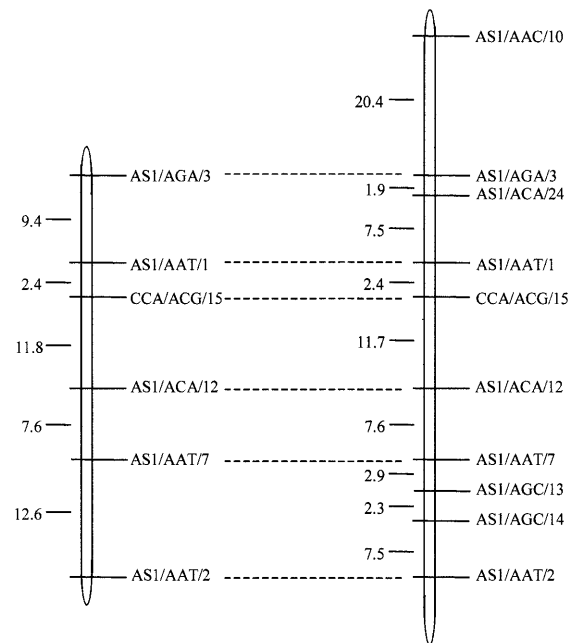 AS1/AAC/10
20.4
AS1/AGA/3
AS1/AGA/3
1.9
AS1/ACA/24
9.4
7.5
AS1/AAT/1
AS1/AAT/1
2.4
2.4
CCA/ACG/15
CCA/ACG/15
11.8
11.7
AS1/ACA/12
AS1/ACA/12
7.6
7.6
AS1/AAT/7
AS1/AAT/7
2.9
AS1/AGC/13
12.6
2.3
AS1/AGC/14
7.5
AS1/AAT/2
AS1/AAT/2